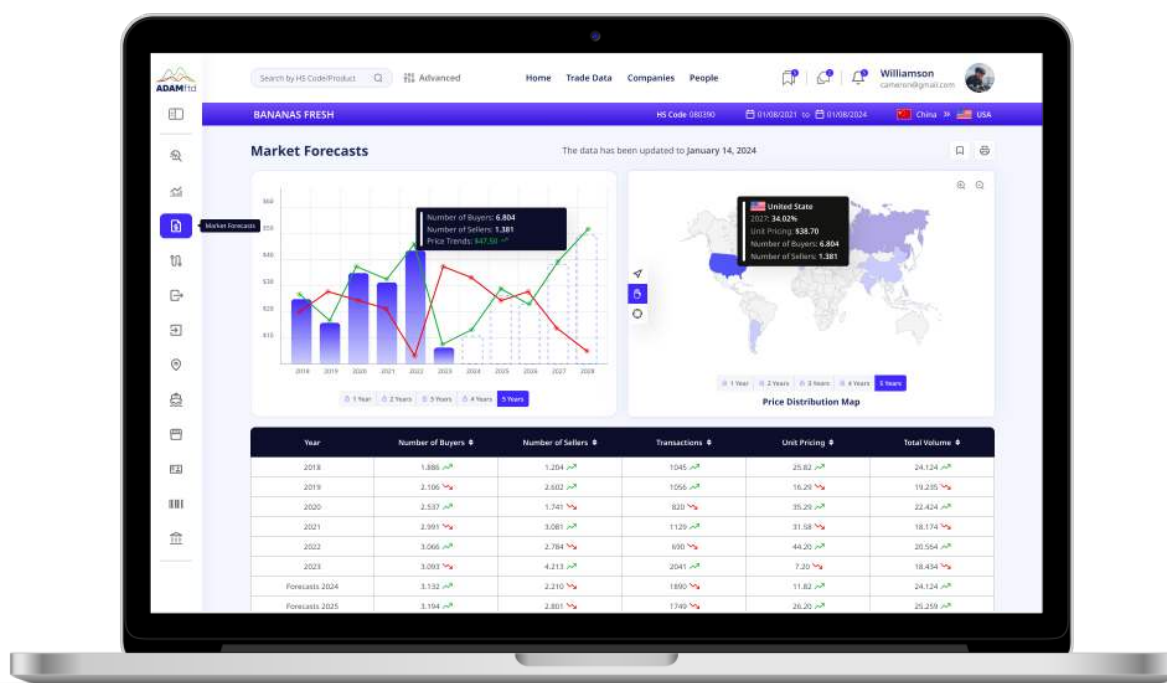 ADAMftd
Search by HS Code/Product
Advanced
Home Trade Data Companies People
Williamson
cameron@gmail.com
BANANAS FRESH
HS Code 080390
01/08/2021 to 01/08/2024
China » USA
Market Forecasts
The data has been updated to January 14, 2024
Market Forecasts
$60
$50
$40
$30
$20
$10
Number of Buyers: 6.804
Number of Sellers: 1.381
Price Trends: $47.50
2018 2019 2020 2021 2022 2023 2024 2025 2026 2027 2028
1 Year 2 Years 3 Years 4 Years 5 Years
United State
2027: 34.02%
Unit Pricing: $38.70
Number of Buyers: 6.804
Number of Sellers: 1.381
1 Year 2 Years 3 Years 4 Years 5 Years
Price Distribution Map
Year Number of Buyers Number of Sellers Transactions Unit Pricing Total Volume
2018 1.886 1.204 1045 25.82 24.124
2019 2.106 2.602 1056 16.29 19.235
2020 2.537 1.741 820 35.29 22.424
2021 2.991 3.081 1129 31.58 18.174
2022 3.066 2.784 690 44.20 20.564
2023 3.093 4.213 2041 7.20 18.434
Forecasts 2024 3.132 2.210 1890 11.82 24.124
Forecasts 2025 3.194 2.801 1749 26.20 25.259